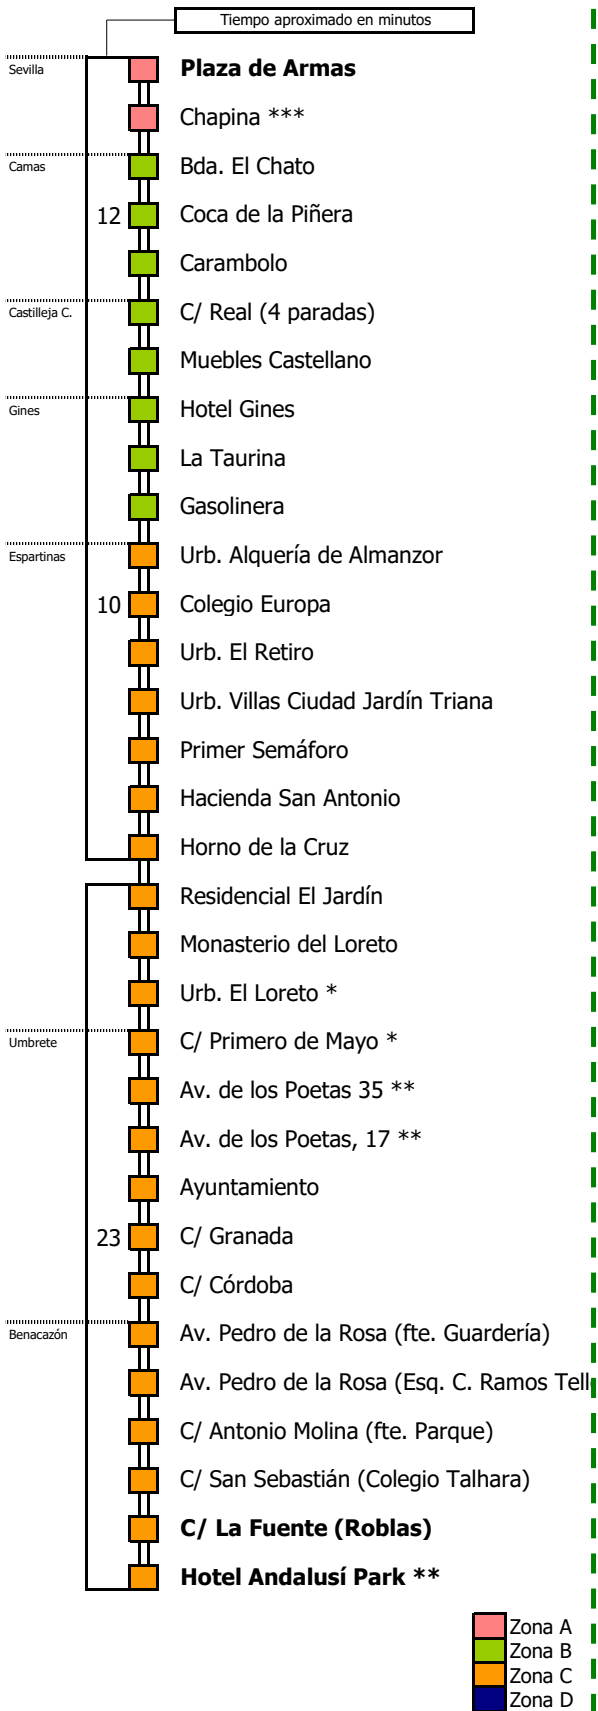 Tiempo aproximado en minutos
Sevilla
Plaza de Armas
Chapina ***
Camas
Bda. El Chato
12
Coca de la Piñera
Carambolo
Castilleja C.
C/ Real (4 paradas)
Muebles Castellano
Gines
Hotel Gines
La Taurina
Gasolinera
Espartinas
Urb. Alquería de Almanzor
10
Colegio Europa
Urb. El Retiro
Urb. Villas Ciudad Jardín Triana
Primer Semáforo
Hacienda San Antonio
Horno de la Cruz
Residencial El Jardín
Monasterio del Loreto
Urb. El Loreto *
Umbrete
C/ Primero de Mayo *
Av. de los Poetas 35 **
Av. de los Poetas, 17 **
Ayuntamiento
23
C/ Granada
C/ Córdoba
Benacazón
Av. Pedro de la Rosa (fte. Guardería)
Av. Pedro de la Rosa (Esq. C. Ramos
C/ Antonio Molina (fte. Parque)
C/ San Sebastián (Colegio Talhara)
C/ La Fuente (Roblas)
Hotel Andalusí Park **
Zona A
Zona B
Zona C
Zona D